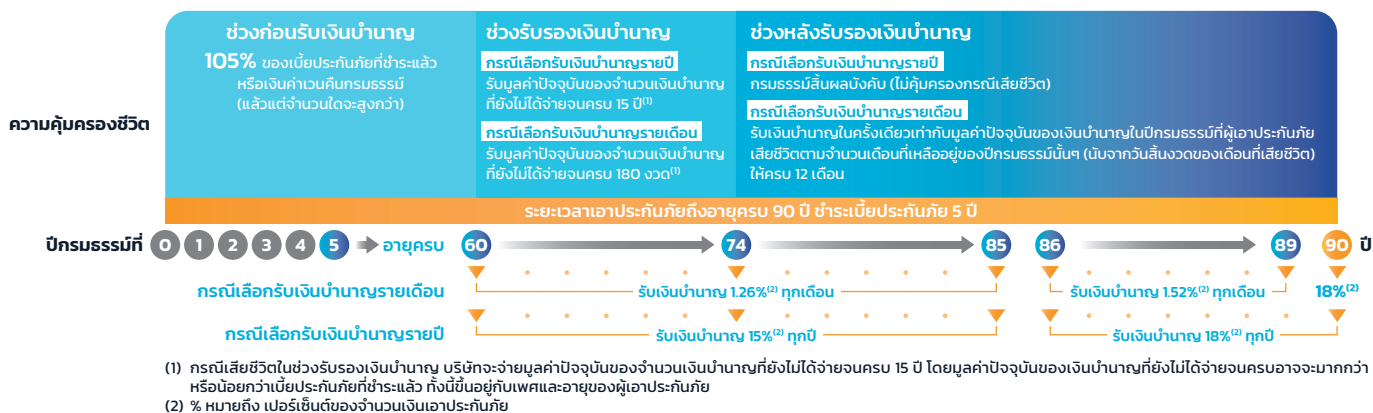 ช่วงก่อนรับเงินบำนาญ
105% ของเบี้ยประกันภัยที่ชำระแล้ว
หรือเงินค่าเวนคืนกรมธรรม์
(แล้วแต่จำนวนใดจะสูงกว่า)
ช่วงรับรองเงินบำนาญ
กรณีเลือกรับเงินบำนาญรายปี
รับมูลค่าปัจจุบันของจำนวนเงินบำนาญ
ที่ยังไม่ได้จ่ายจนครบ 15 ปี(1)
กรณีเลือกรับเงินบำนาญรายเดือน
รับมูลค่าปัจจุบันของจำนวนเงินบำนาญ
ที่ยังไม่ได้จ่ายจนครบ 180 งวด(1)
ช่วงหลังรับรองเงินบำนาญ
กรณีเลือกรับเงินบำนาญรายปี
กรมธรรม์สิ้นผลบังคับ (ไม่คุ้มครองกรณีเสียชีวิต)
กรณีเลือกรับเงินบำนาญรายเดือน
รับเงินบำนาญในครั้งเดียวเท่ากับมูลค่าปัจจุบันของเงินบำนาญในปีกรมธรรม์ที่ผู้เอาประกันภัย
เสียชีวิตตามจำนวนเดือนที่เหลืออยู่ของปีกรมธรรม์นั้นๆ (นับจากวันสิ้นงวดของเดือนที่เสียชีวิต)
ให้ครบ 12 เดือน
ความคุ้มครองชีวิต
ระยะเวลาเอาประกันภัยถึงอายุครบ 90 ปี ชำระเบี้ยประกันภัย 5 ปี
ปีกรมธรรม์ที่ 0 1 2 3 4 5 อายุครบ 60 74 85 86 89 90 ปี
กรณีเลือกรับเงินบำนาญรายเดือน รับเงินบำนาญ 1.26%(2) ทุกเดือน รับเงินบำนาญ 1.52%(2) ทุกเดือน 18%(2)
กรณีเลือกรับเงินบำนาญรายปี รับเงินบำนาญ 15%(2) ทุกปี รับเงินบำนาญ 18%(2) ทุกปี
(1) กรณีเสียชีวิตในช่วงรับรองเงินบำนาญ บริษัทจะจ่ายมูลค่าปัจจุบันของจำนวนเงินบำนาญที่ยังไม่ได้จ่ายจนครบ 15 ปี โดยมูลค่าปัจจุบันของเงินบำนาญที่ยังไม่ได้จ่ายจนครบอาจจะมากกว่า
หรือน้อยกว่าเบี้ยประกันภัยที่ชำระแล้ว ทั้งนี้ขึ้นอยู่กับเพศและอายุของผู้เอาประกันภัย
(2) % หมายถึง เปอร์เซ็นต์ของจำนวนเงินเอาประกันภัย